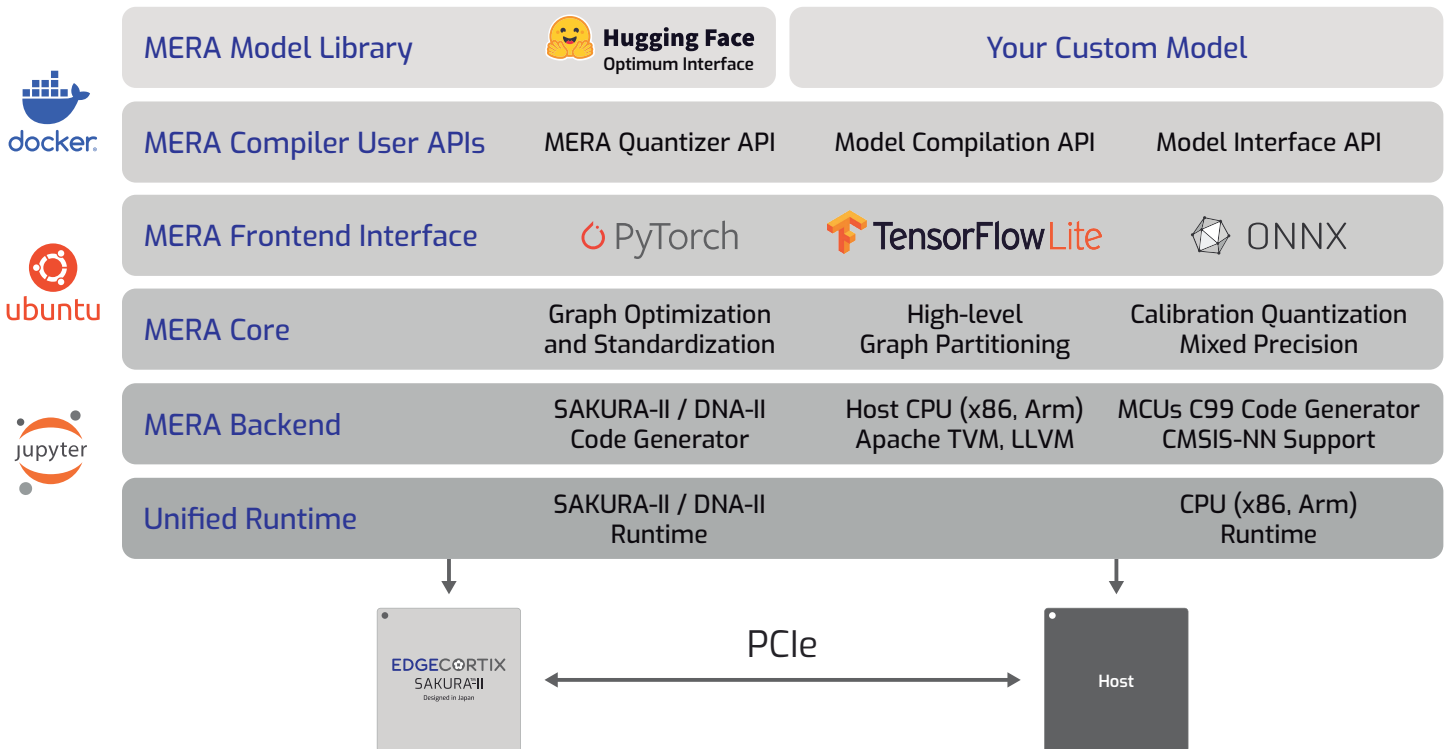 MERA Model Library
Hugging Face
Optimum Interface
Your Custom Model
docker
MERA Compiler User APIs
MERA Quantizer API
Model Compilation API
Model Interface API
MERA Frontend Interface
PyTorch
TensorFlow Lite
ONNX
ubuntu
MERA Core
Graph Optimization
and Standardization
High-level
Graph Partitioning
Calibration Quantization
Mixed Precision
jupyter
MERA Backend
SAKURA-II / DNA-II
Code Generator
Host CPU (x86, Arm)
Apache TVM, LLVM
MCUs C99 Code Generator
CMSIS-NN Support
Unified Runtime
SAKURA-II / DNA-II
Runtime
CPU (x86, Arm)
Runtime
EDGECORTIX
SAKURA-II
Designed in Japan
PCIe
Host